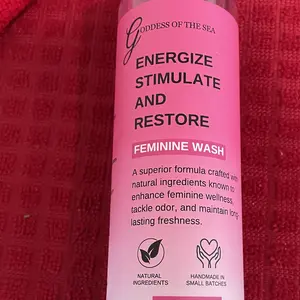 GODDESS OF THE SEA
ENERGIZE
STIMULATE
AND
RESTORE
FEMININE WASH
A superior formula crafted with
natural ingredients known to
enhance feminine wellness,
tackle odor, and maintain long
lasting freshness.
NATURAL INGREDIENTS
HANDMADE IN SMALL BATCHES